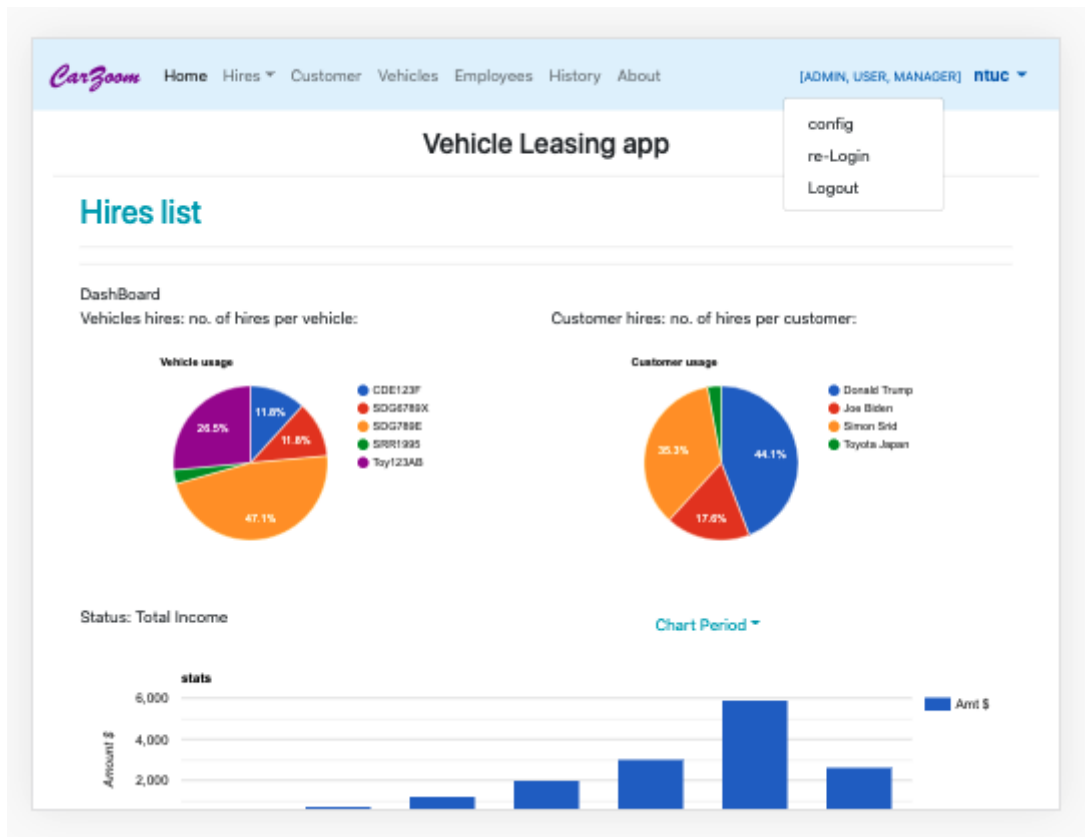 CarZoom Home Hires Customer Vehicles Employees History About [ADMIN, USER, MANAGER] ntuc
config
re-Login
Logout
Vehicle Leasing app
Hires list
DashBoard
Vehicles hires: no. of hires per vehicle:
Customer hires: no. of hires per customer:
Vehicle usage
CDE123F
SDG6789X
SDG789E
SRR1995
Toy123AB
11.8%
11.8%
47.1%
26.5%
Customer usage
Donald Trump
Joe Biden
Simon Srid
Toyota Japan
44.1%
17.6%
35.3%
Status: Total Income
Chart Period
stats
6,000
4,000
2,000
Amount $
Amt $